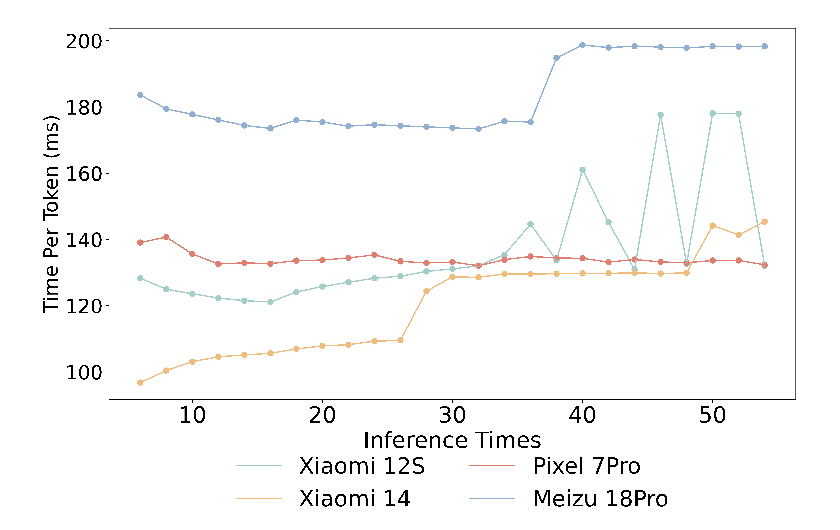 Time Per Token (ms)
200
180
160
140
120
100
10 20 30 40 50
Inference Times
Xiaomi 12S Pixel 7Pro
Xiaomi 14 Meizu 18Pro